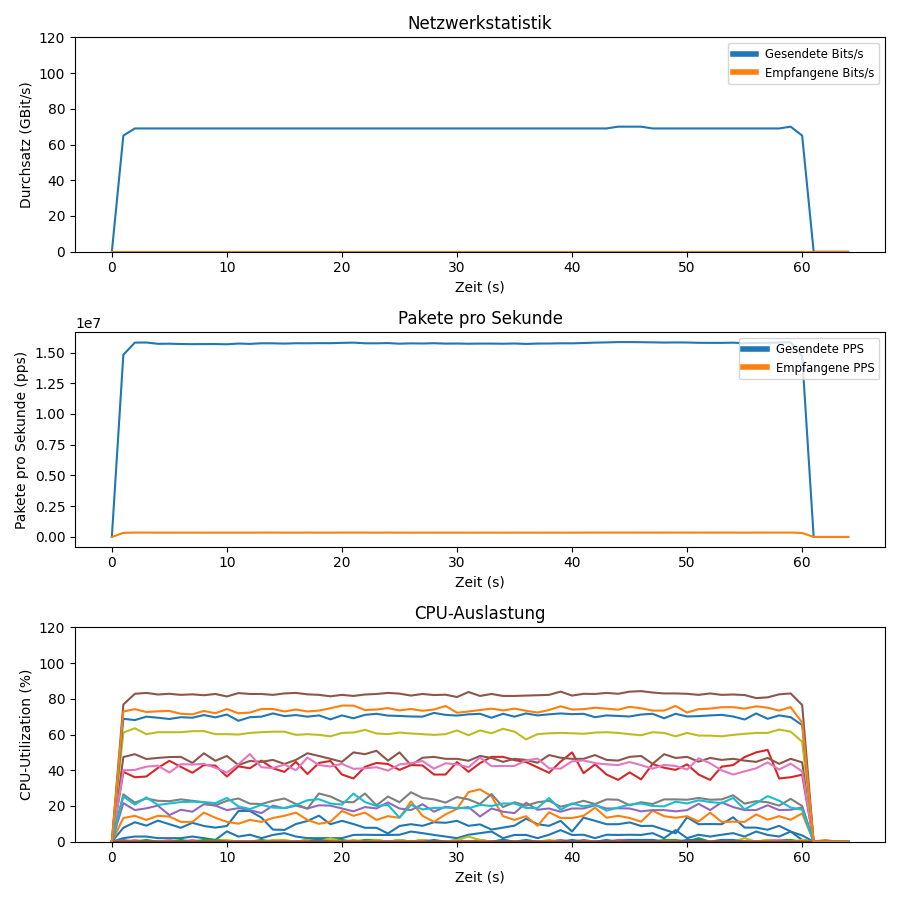 Netzwerkstatistik
120
100
80
60
40
20
0
Durchsatz (GBit/s)
Gesendete Bits/s
Empfangene Bits/s
0 10 20 30 40 50 60
Zeit (s)
Pakete pro Sekunde
1e7
1.50
1.25
1.00
0.75
0.50
0.25
0.00
Pakete pro Sekunde (pps)
Gesendete PPS
Empfangene PPS
0 10 20 30 40 50 60
Zeit (s)
CPU-Auslastung
120
100
80
60
40
20
0
CPU-Utilization (%)
0 10 20 30 40 50 60
Zeit (s)